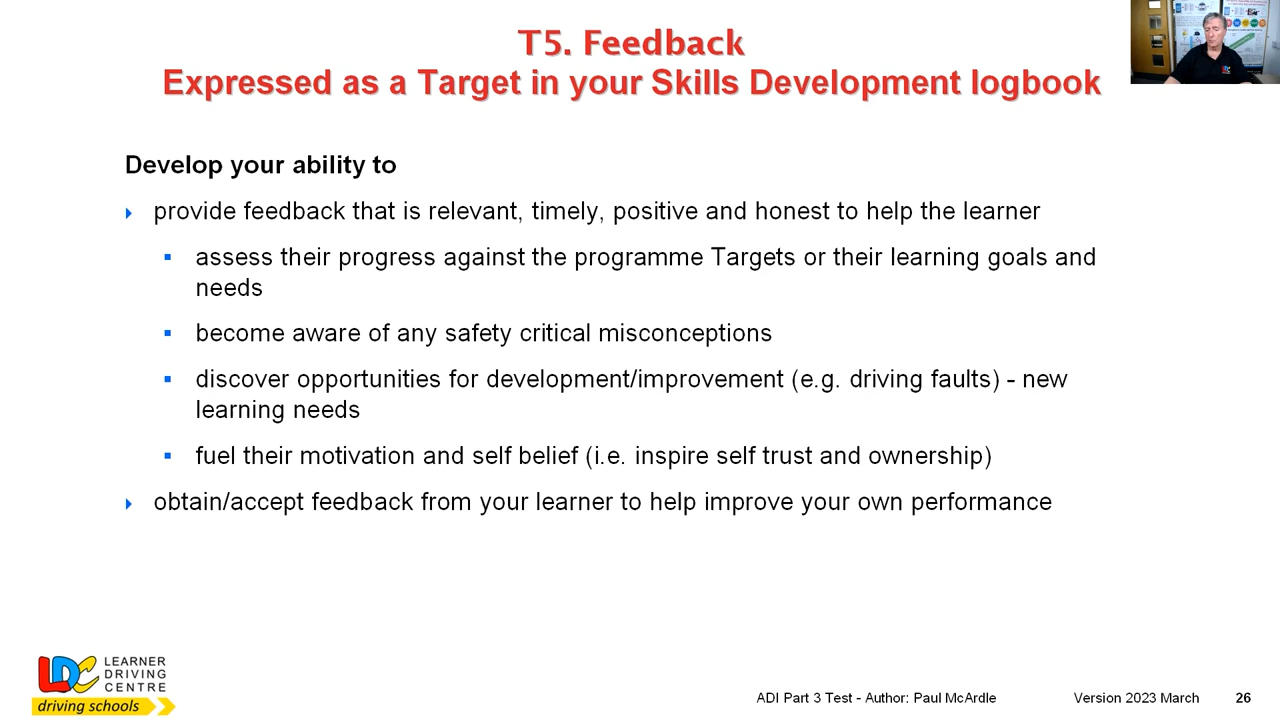 T5. Feedback
Expressed as a Target in your Skills Development logbook
Develop your ability to
provide feedback that is relevant, timely, positive and honest to help the learner
assess their progress against the programme Targets or their learning goals and
needs
become aware of any safety critical misconceptions
discover opportunities for development/improvement (e.g. driving faults) - new
learning needs
fuel their motivation and self belief (i.e. inspire self trust and ownership)
obtain/accept feedback from your learner to help improve your own performance
LDC
LEARNER
DRIVING
CENTRE
driving schools
ADI Part 3 Test - Author: Paul McArdle
Version 2023 March
26